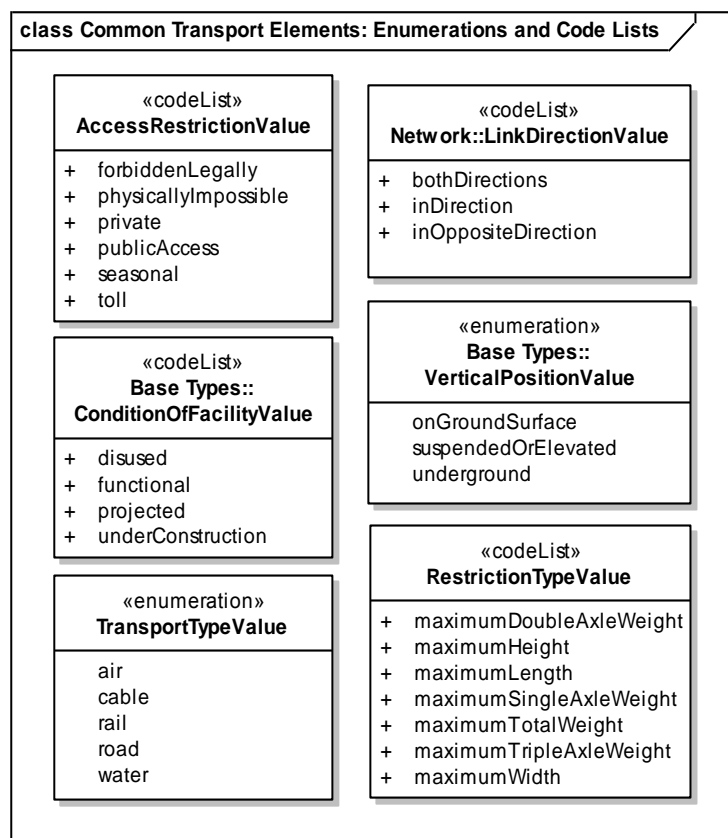 class Common Transport Elements: Enumerations and Code Lists
«codeList»
AccessRestrictionValue
+ forbiddenLegally
+ physicallyImpossible
+ private
+ publicAccess
+ seasonal
+ toll
«codeList»
Network::LinkDirectionValue
+ bothDirections
+ inDirection
+ inOppositeDirection
«codeList»
Base Types::
ConditionOfFacilityValue
+ disused
+ functional
+ projected
+ underConstruction
«enumeration»
Base Types::
VerticalPositionValue
onGroundSurface
suspendedOrElevated
underground
«enumeration»
TransportTypeValue
air
cable
rail
road
water
«codeList»
RestrictionTypeValue
+ maximumDoubleAxleWeight
+ maximumHeight
+ maximumLength
+ maximumSingleAxleWeight
+ maximumTotalWeight
+ maximumTripleAxleWeight
+ maximumWidth